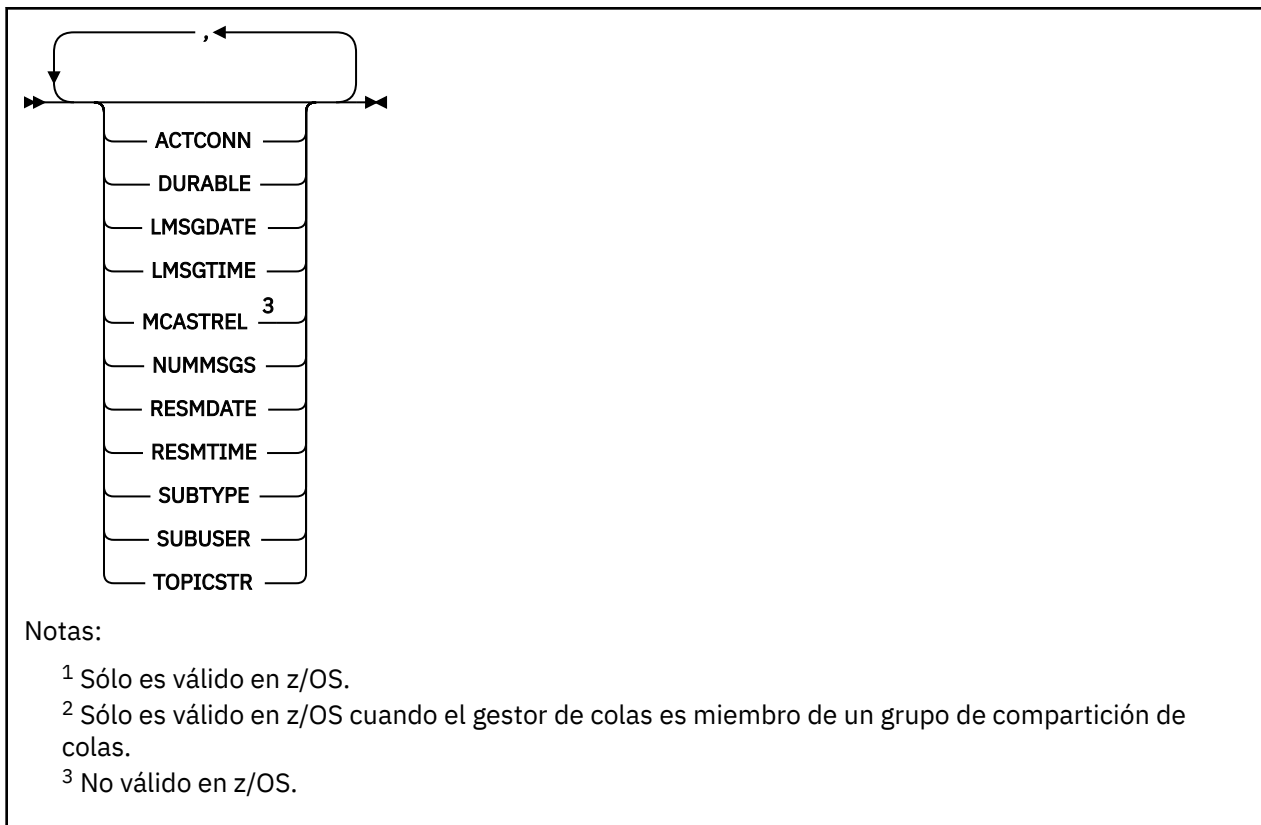 ,
ACTCONN
DURABLE
LMSGDATE
LMSGTIME
MCASTREL 3
NUMMSGS
RESMDATE
RESMTIME
SUBTYPE
SUBUSER
TOPICSTR
Notas:
1 Sólo es válido en z/OS.
2 Sólo es válido en z/OS cuando el gestor de colas es miembro de un grupo de compartición de
colas.
3 No válido en z/OS.